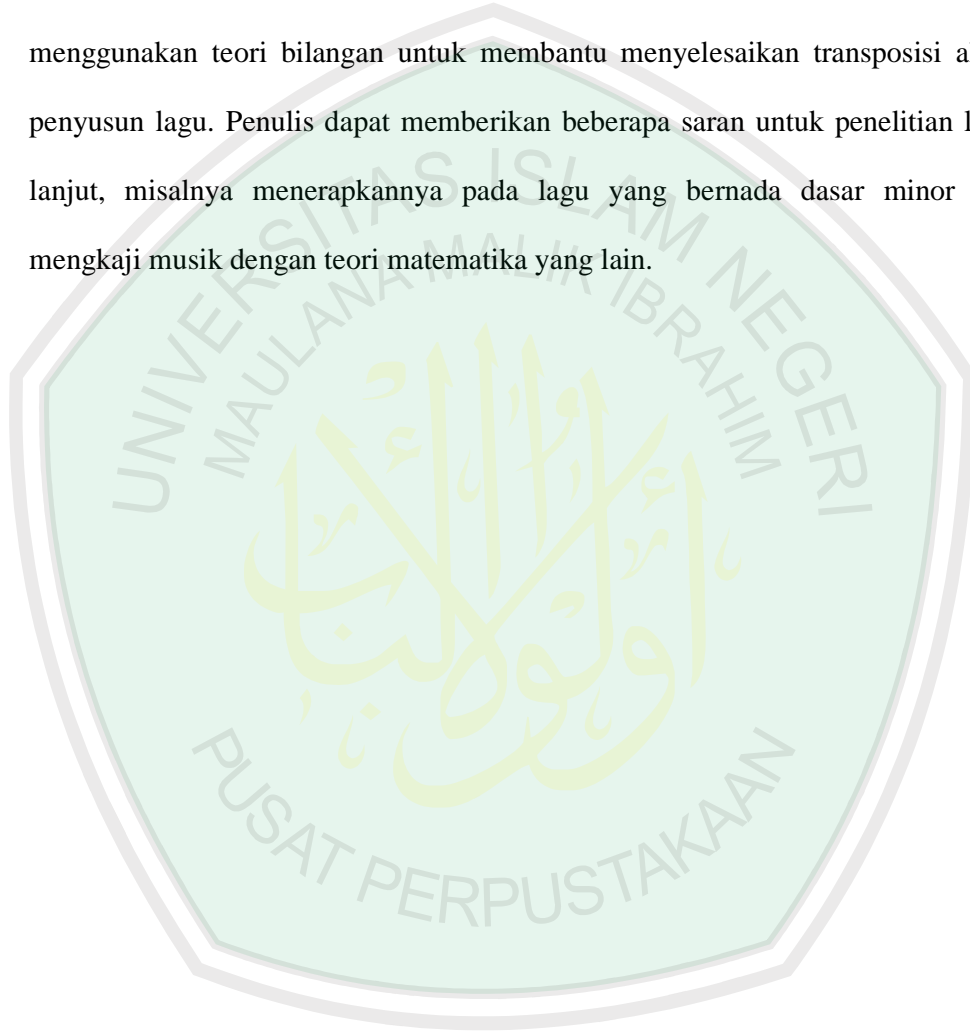 menggunakan teori bilangan untuk membantu menyelesaikan transposisi a
penyusun lagu. Penulis dapat memberikan beberapa saran untuk penelitian l
lanjut, misalnya menerapkannya pada lagu yang bernada dasar minor
mengkaji musik dengan teori matematika yang lain.
UNIVERSITAS ISLAM NEGERI
MAULANA MALIK IBRAHIM
أولوا الألباب
PUSAT PERPUSTAKAAN